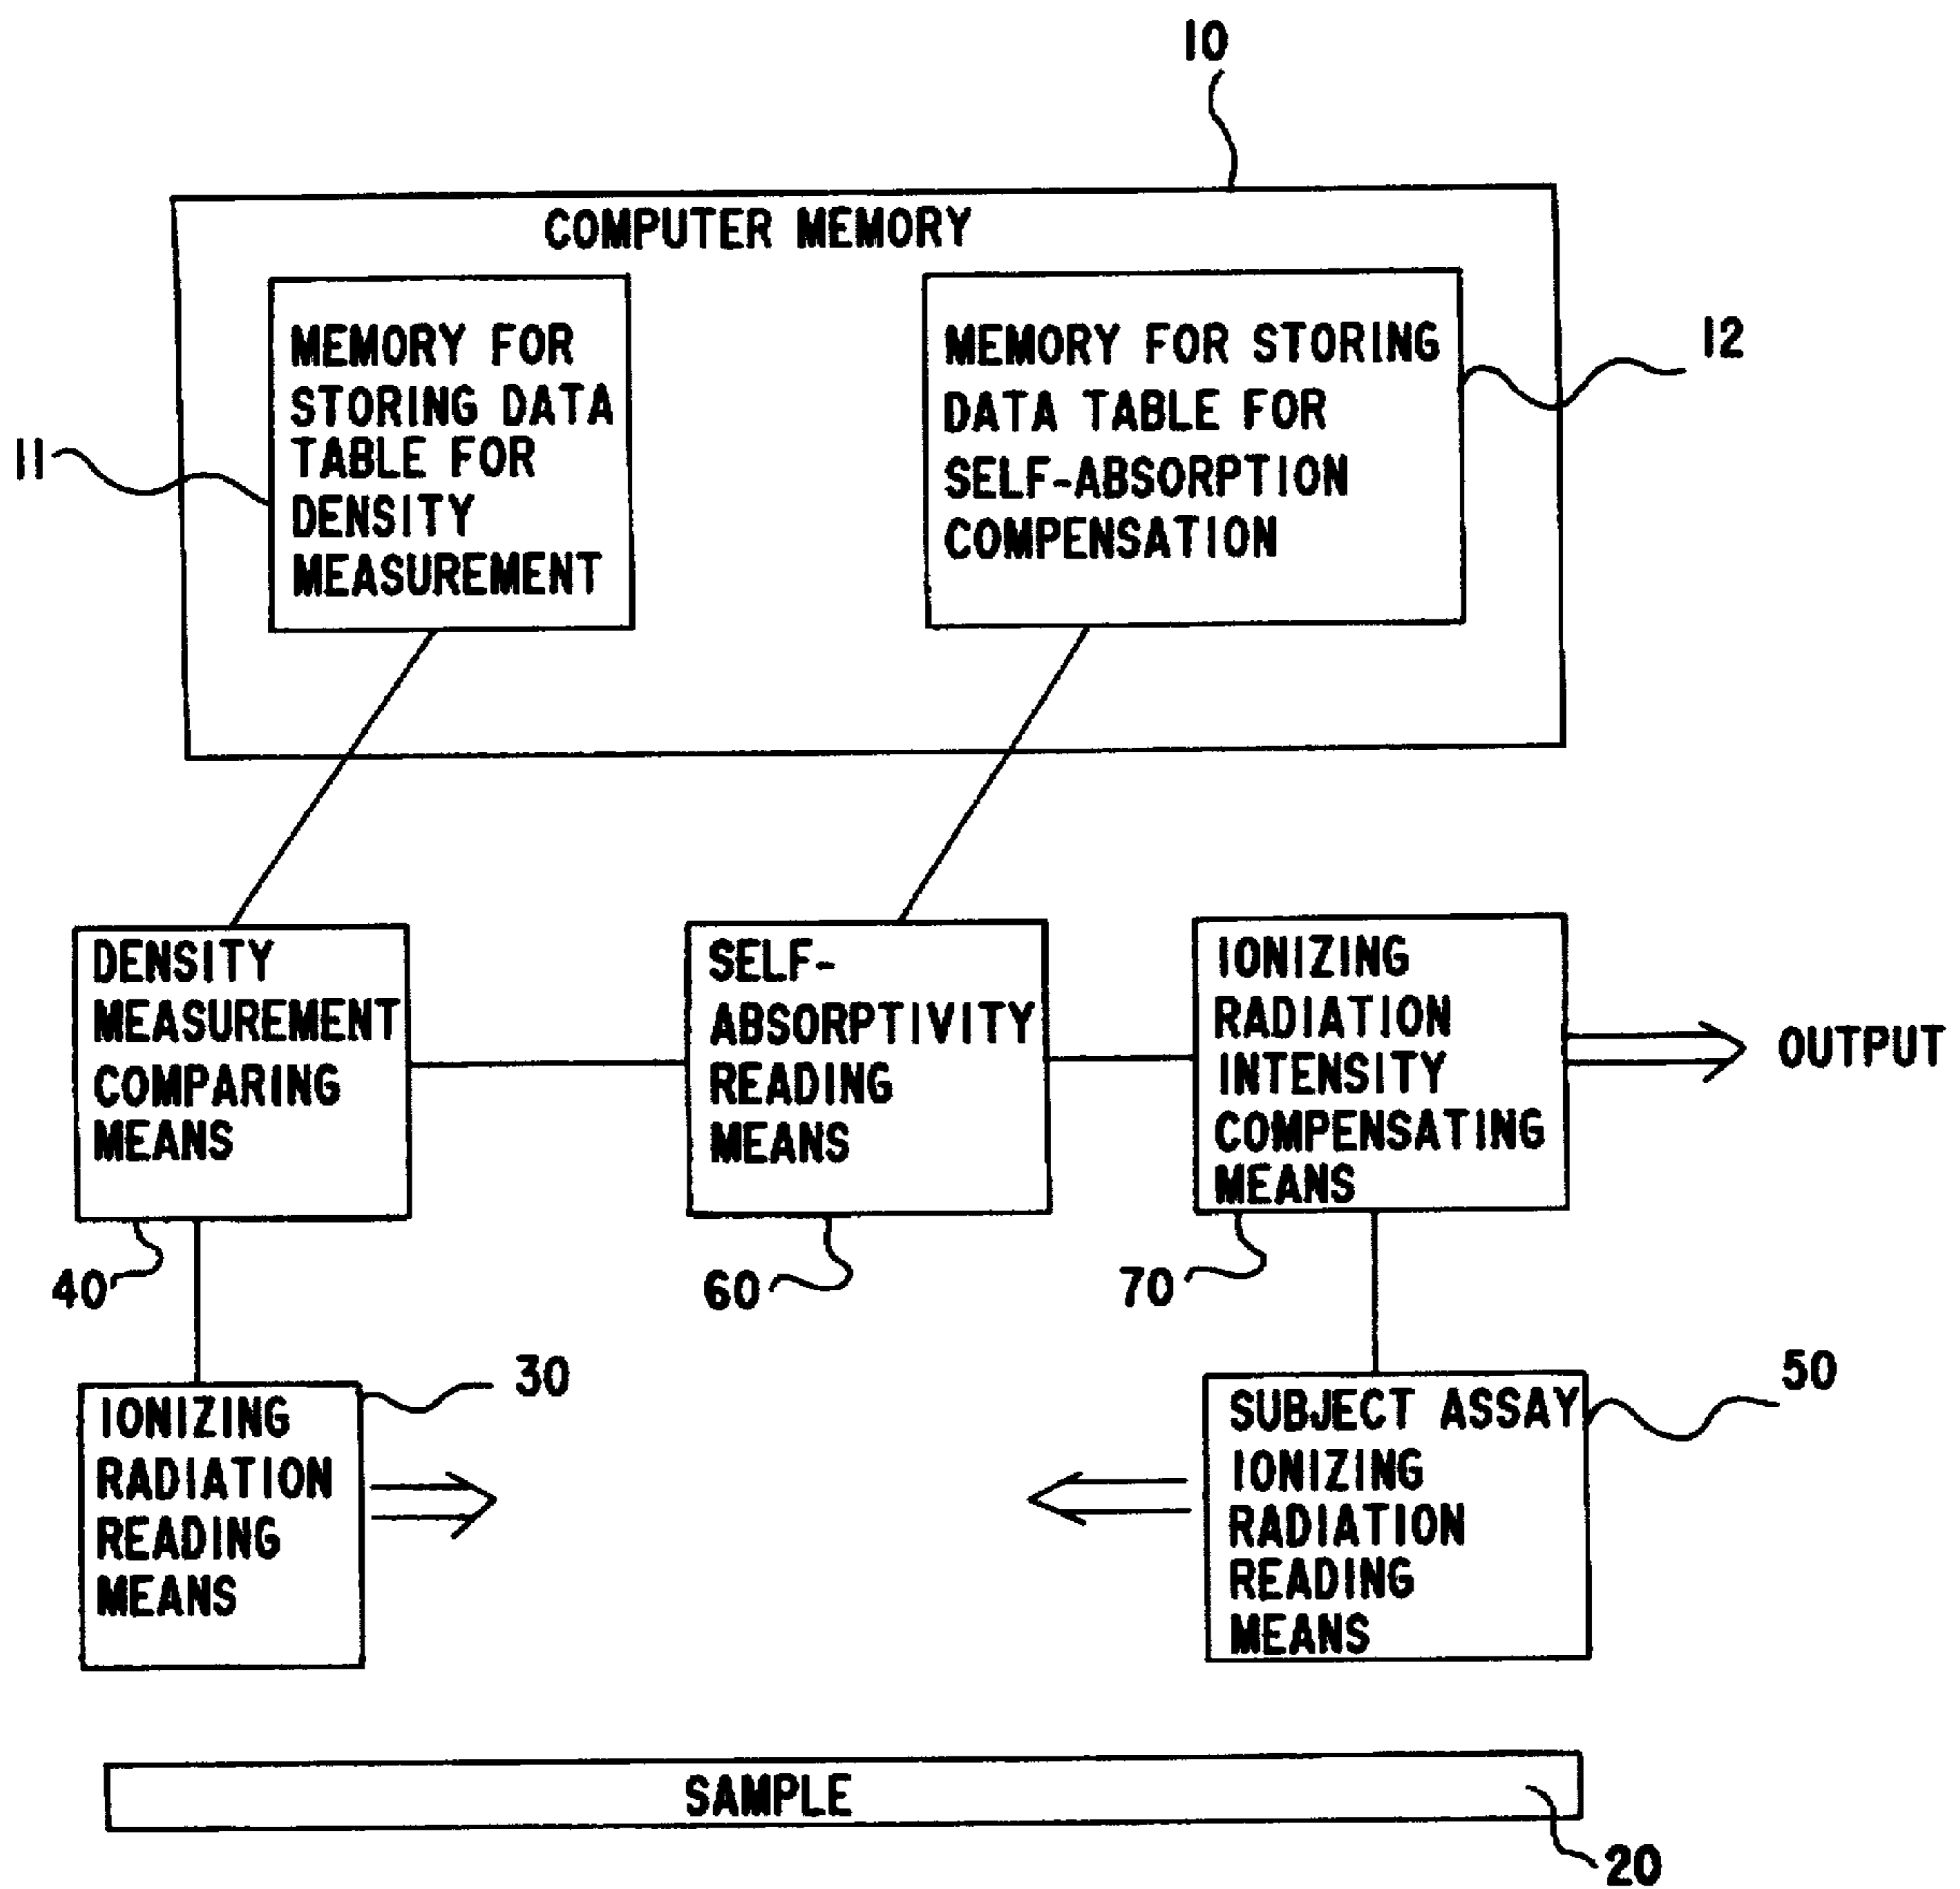 10
COMPUTER MEMORY
MEMORY FOR
STORING DATA
TABLE FOR
DENSITY
MEASUREMENT
MEMORY FOR STORING
DATA TABLE FOR
SELF-ABSORPTION
COMPENSATION
12
11
DENSITY
MEASUREMENT
COMPARING
MEANS
SELF-
ABSORPTIVITY
READING
MEANS
IONIZING
RADIATION
INTENSITY
COMPENSATING
MEANS
OUTPUT
40
60
70
30
50
IONIZING
RADIATION
READING
MEANS
SUBJECT ASSAY
IONIZING
RADIATION
READING
MEANS
SAMPLE
20